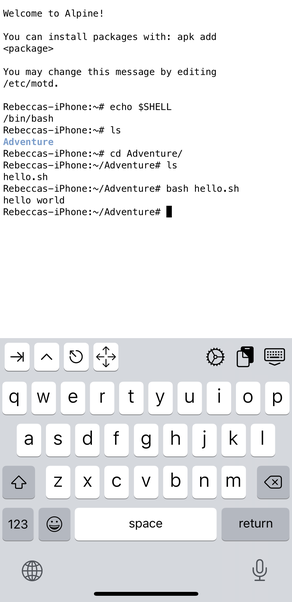 Welcome to Alpine!
You can install packages with: apk add
<package>
You may change this message by editing
/etc/motd.
Rebeccas-iPhone:~# echo $SHELL
/bin/bash
Rebeccas-iPhone:~# ls
Adventure
Rebeccas-iPhone:~# cd Adventure/
Rebeccas-iPhone:~/Adventure# ls
hello.sh
Rebeccas-iPhone:~/Adventure# bash hello.sh
hello world
Rebeccas-iPhone:~/Adventure#
q w e r t y u i o p
a s d f g h j k l
z x c v b n m
123 space return